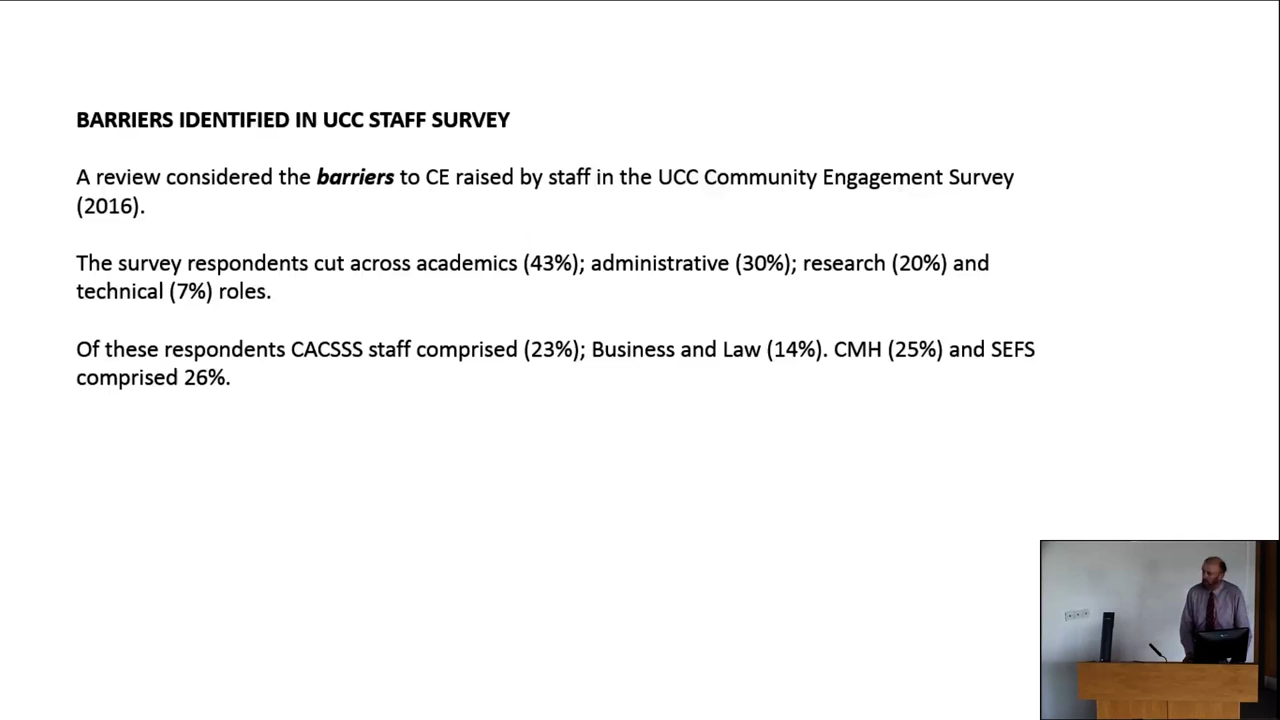 BARRIERS IDENTIFIED IN UCC STAFF SURVEY
A review considered the barriers to CE raised by staff in the UCC Community Engagement Survey
(2016).
The survey respondents cut across academics (43%); administrative (30%); research (20%) and
technical (7%) roles.
Of these respondents CACSSS staff comprised (23%); Business and Law (14%). CMH (25%) and SEFS
comprised 26%.